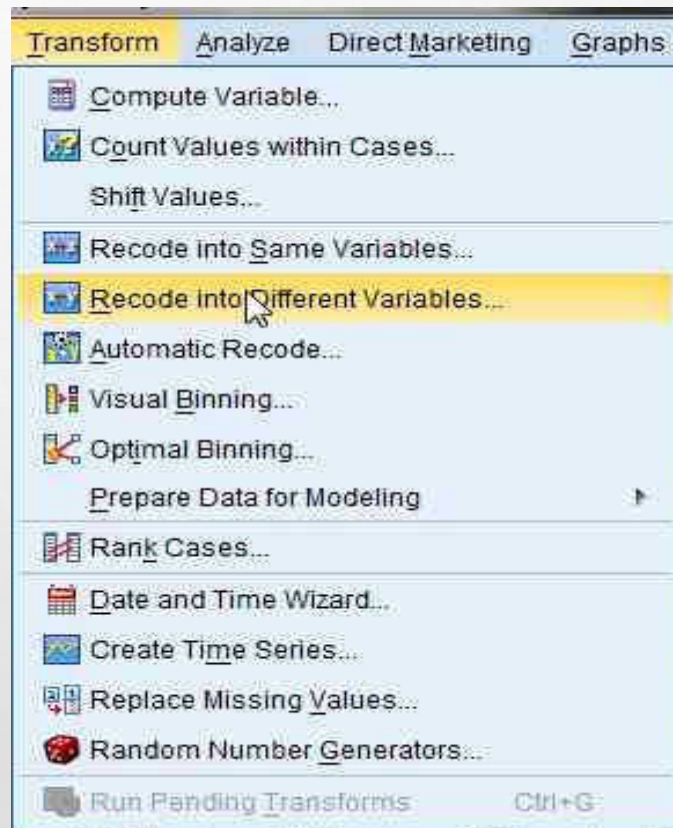 Transform Analyze Direct Marketing Graphs
Compute Variable...
Count Values within Cases...
Shift Values...
Recode into Same Variables...
Recode into Different Variables...
Automatic Recode...
Visual Binning...
Optimal Binning...
Prepare Data for Modeling
Rank Cases...
Date and Time Wizard...
Create Time Series...
Replace Missing Values...
Random Number Generators...
Run Pending Transforms Ctrl+G